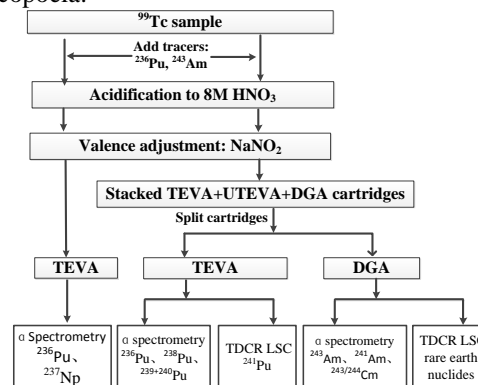 ⁹⁹Tc sample
Add tracers:
²³⁶Pu, ²⁴³Am
Acidification to 8M HNO₃
Valence adjustment: NaNO₂
Stacked TEVA+UTEVA+DGA cartridges
Split cartridges
TEVA
TEVA
DGA
α Spectrometry
²³⁶Pu、
²³⁷Np
α spectrometry
²³⁶Pu、²³⁸Pu、
²³⁹⁺²⁴⁰Pu
TDCR LSC
²⁴¹Pu
α spectrometry
²⁴³Am、²⁴¹Am、
²⁴³/²⁴⁴Cm
TDCR LSC
rare earth
nuclides